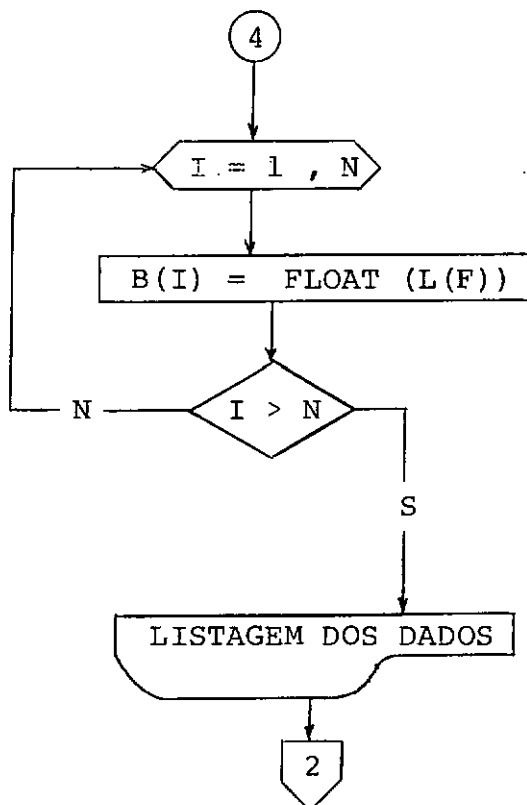 4
I = 1 , N
B(I) = FLOAT (L(F))
I > N
N
S
LISTAGEM DOS DADOS
2